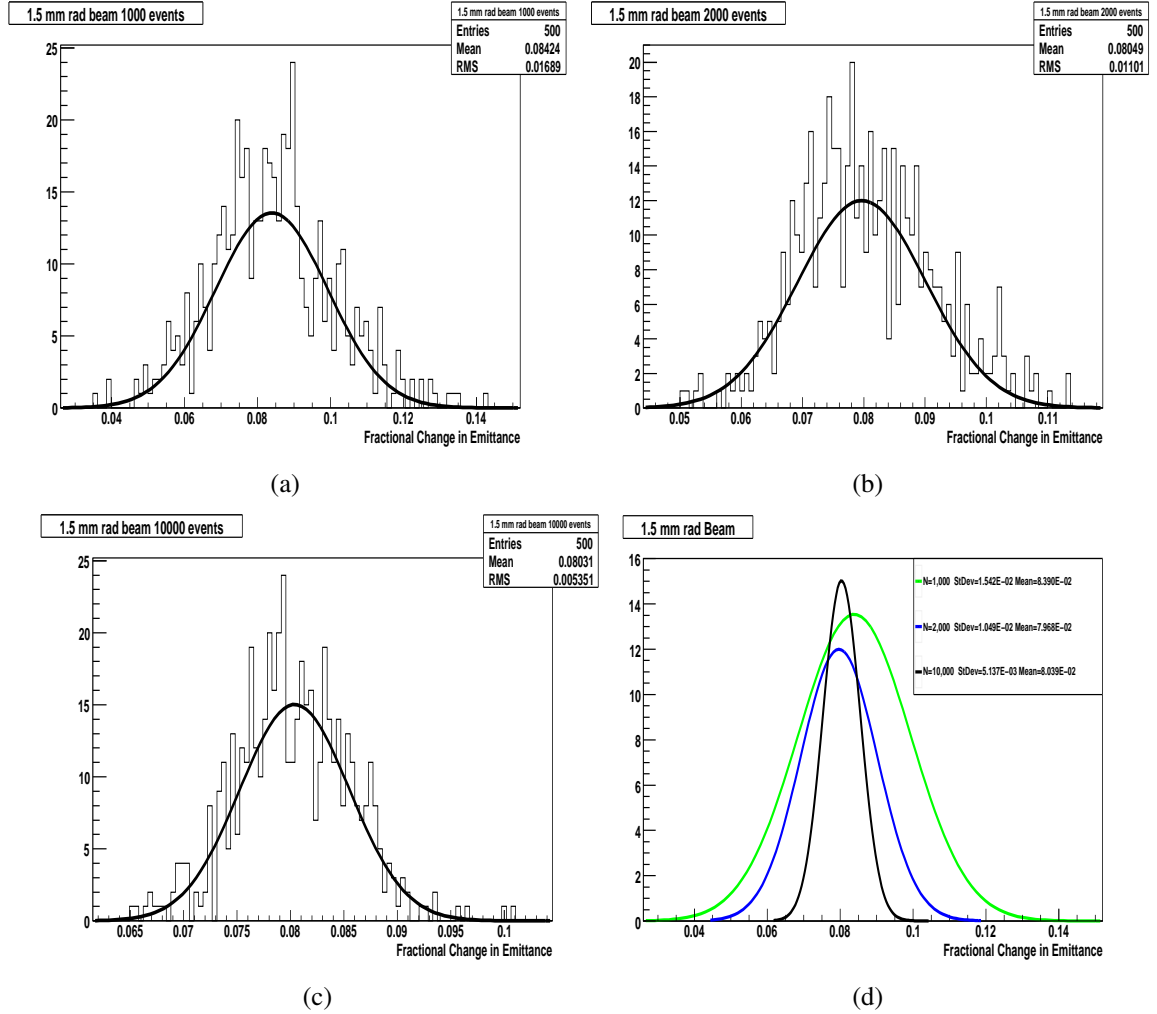 1.5 mm rad beam 1000 events
1.5 mm rad beam 1000 events
Entries 500
Mean 0.08424
RMS 0.01689
25
20
15
10
5
0
0.04 0.06 0.08 0.1 0.12 0.14
Fractional Change in Emittance
(a)
1.5 mm rad beam 2000 events
1.5 mm rad beam 2000 events
Entries 500
Mean 0.08049
RMS 0.01101
20
18
16
14
12
10
8
6
4
2
0
0.05 0.06 0.07 0.08 0.09 0.1 0.11
Fractional Change in Emittance
(b)
1.5 mm rad beam 10000 events
1.5 mm rad beam 10000 events
Entries 500
Mean 0.08031
RMS 0.005351
25
20
15
10
5
0
0.065 0.07 0.075 0.08 0.085 0.09 0.095 0.1
Fractional Change in Emittance
(c)
1.5 mm rad Beam
N=1,000 StDev=1.542E-02 Mean=8.390E-02
N=2,000 StDev=1.049E-02 Mean=7.968E-02
N=10,000 StDev=5.137E-03 Mean=8.039E-02
16
14
12
10
8
6
4
2
0
0.04 0.06 0.08 0.1 0.12 0.14
Fractional Change in Emittance
(d)